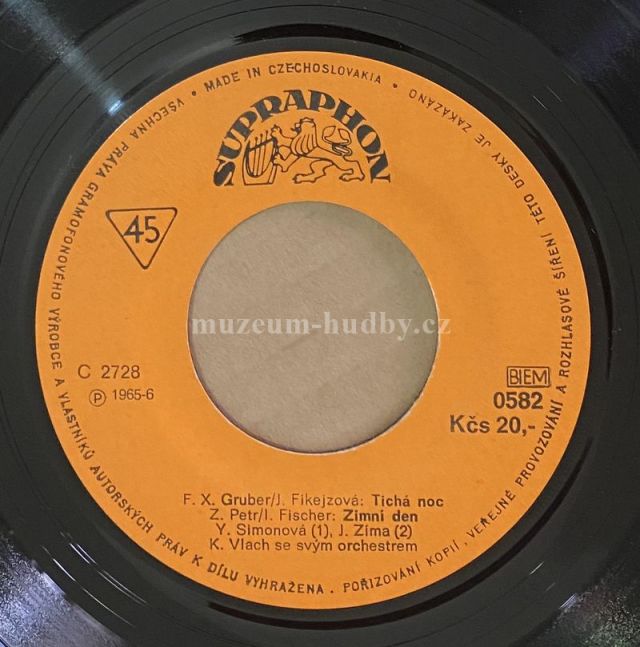 VŠECHNA PRÁVA GRAMOFONOVÉHO VÝROBCE A VLASTNÍKŮ AUTORSKÝCH PRÁV K DÍLU VYHRAŽENA . POŘIZOVÁNÍ KOPIÍ, VEŘEJNÉ PROVOZOVÁNÍ A ROZHLASOVÉ ŠÍŘENÍ TÉTO DESKY JE ZAKÁZÁNO
• MADE IN CZECHOSLOVAKIA •
SUPRAPHON
45
muzeum-hudby.cz
C 2728
℗ 1965-6
BIEM
0582
Kčs 20,-
F. X. Gruber/J. Fikejzová: Tichá noc
Z. Petr/I. Fischer: Zimní den
Y. Simonová (1), J. Zíma (2)
K. Vlach se svým orchestrem